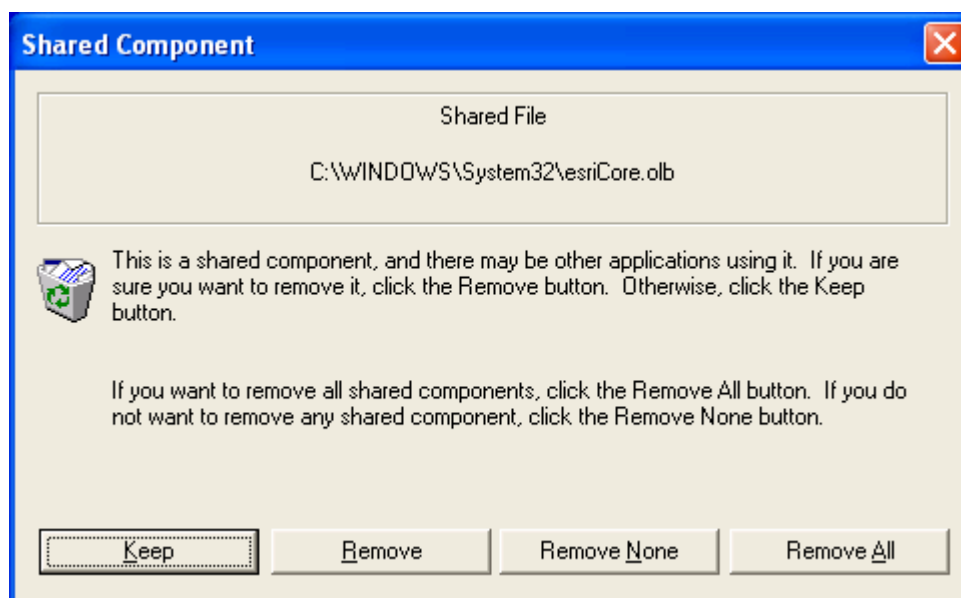 Shared Component
Shared File
C:\WINDOWS\System32\esriCore.olb
This is a shared component, and there may be other applications using it.  If you are
sure you want to remove it, click the Remove button.  Otherwise, click the Keep
button.
If you want to remove all shared components, click the Remove All button.  If you do
not want to remove any shared component, click the Remove None button.
Keep
Remove
Remove None
Remove All